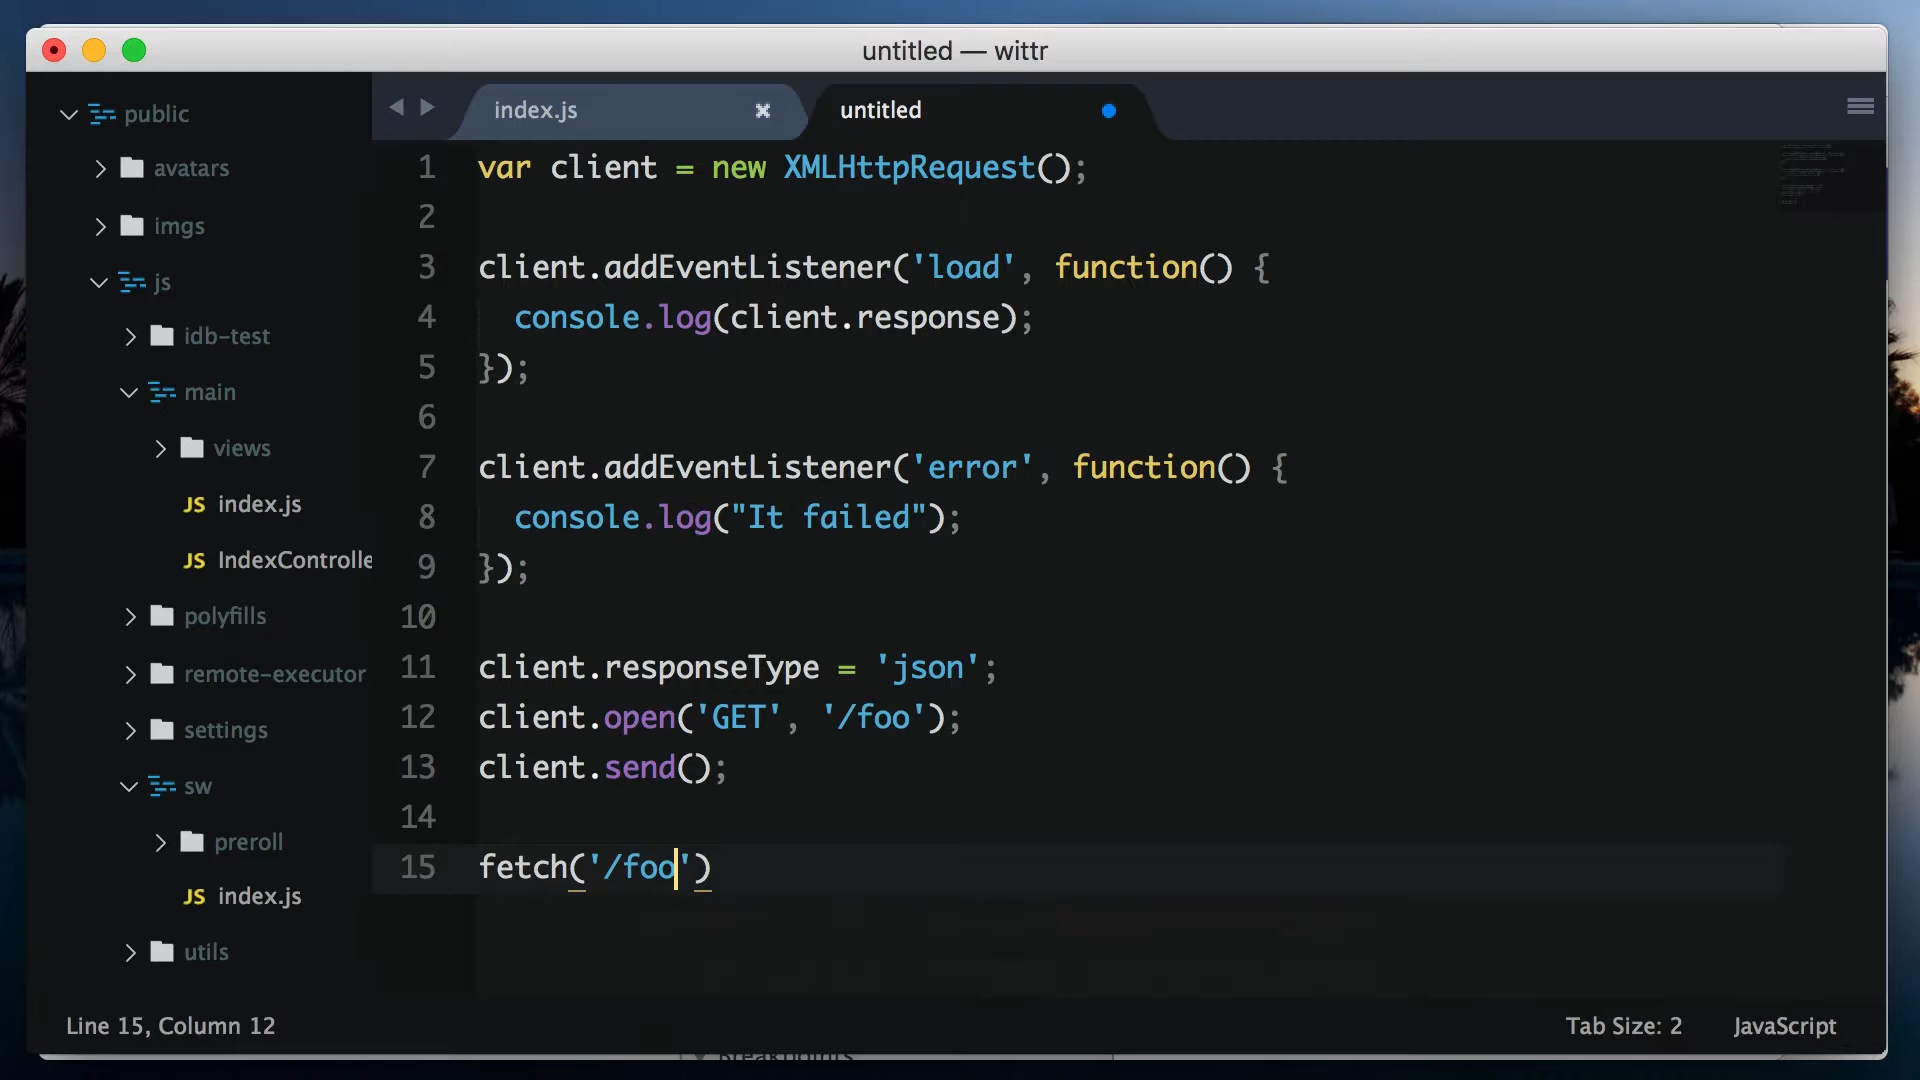 untitled — wittr
public
avatars
imgs
js
idb-test
main
views
JS index.js
JS IndexControlle
polyfills
remote-executor
settings
sw
preroll
JS index.js
utils
index.js
untitled
1 var client = new XMLHttpRequest();
2
3 client.addEventListener('load', function() {
4 console.log(client.response);
5 });
6
7 client.addEventListener('error', function() {
8 console.log("It failed");
9 });
10
11 client.responseType = 'json';
12 client.open('GET', '/foo');
13 client.send();
14
15 fetch('/foo')
Line 15, Column 12
Tab Size: 2
JavaScript
Breakpoints